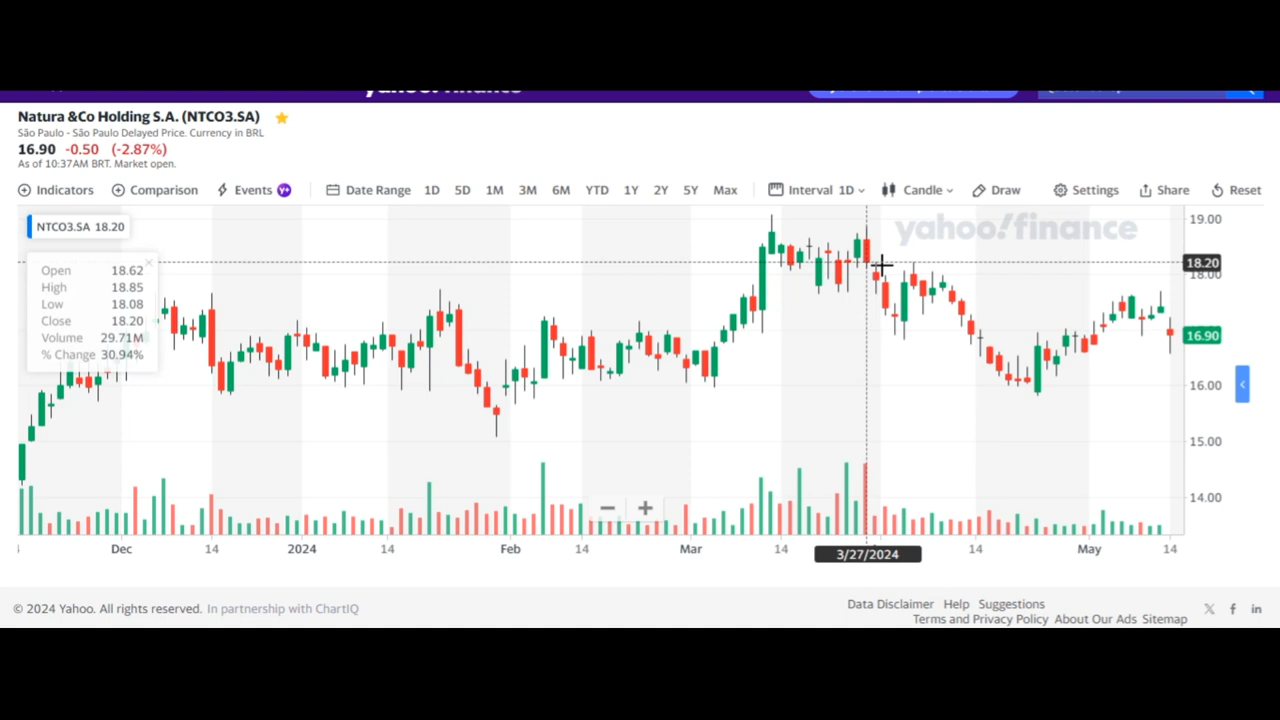 Natura &Co Holding S.A. (NTCO3.SA)
São Paulo - São Paulo Delayed Price. Currency in BRL
16.90 -0.50 (-2.87%)
As of 10:37AM BRT. Market open.
Indicators Comparison Events Y+ Date Range 1D 5D 1M 3M 6M YTD 1Y 2Y 5Y Max Interval 1D Candle Draw Settings Share Reset
NTCO3.SA 18.20
yahoo!finance
Open 18.62
High 18.85
Low 18.08
Close 18.20
Volume 29.71M
% Change 30.94%
19.00
18.20
18.00
16.90
16.00
15.00
14.00
Dec 14 2024 14 Feb 14 Mar 14 3/27/2024 14 May 14
© 2024 Yahoo. All rights reserved. In partnership with ChartIQ
Data Disclaimer Help Suggestions
Terms and Privacy Policy About Our Ads Sitemap